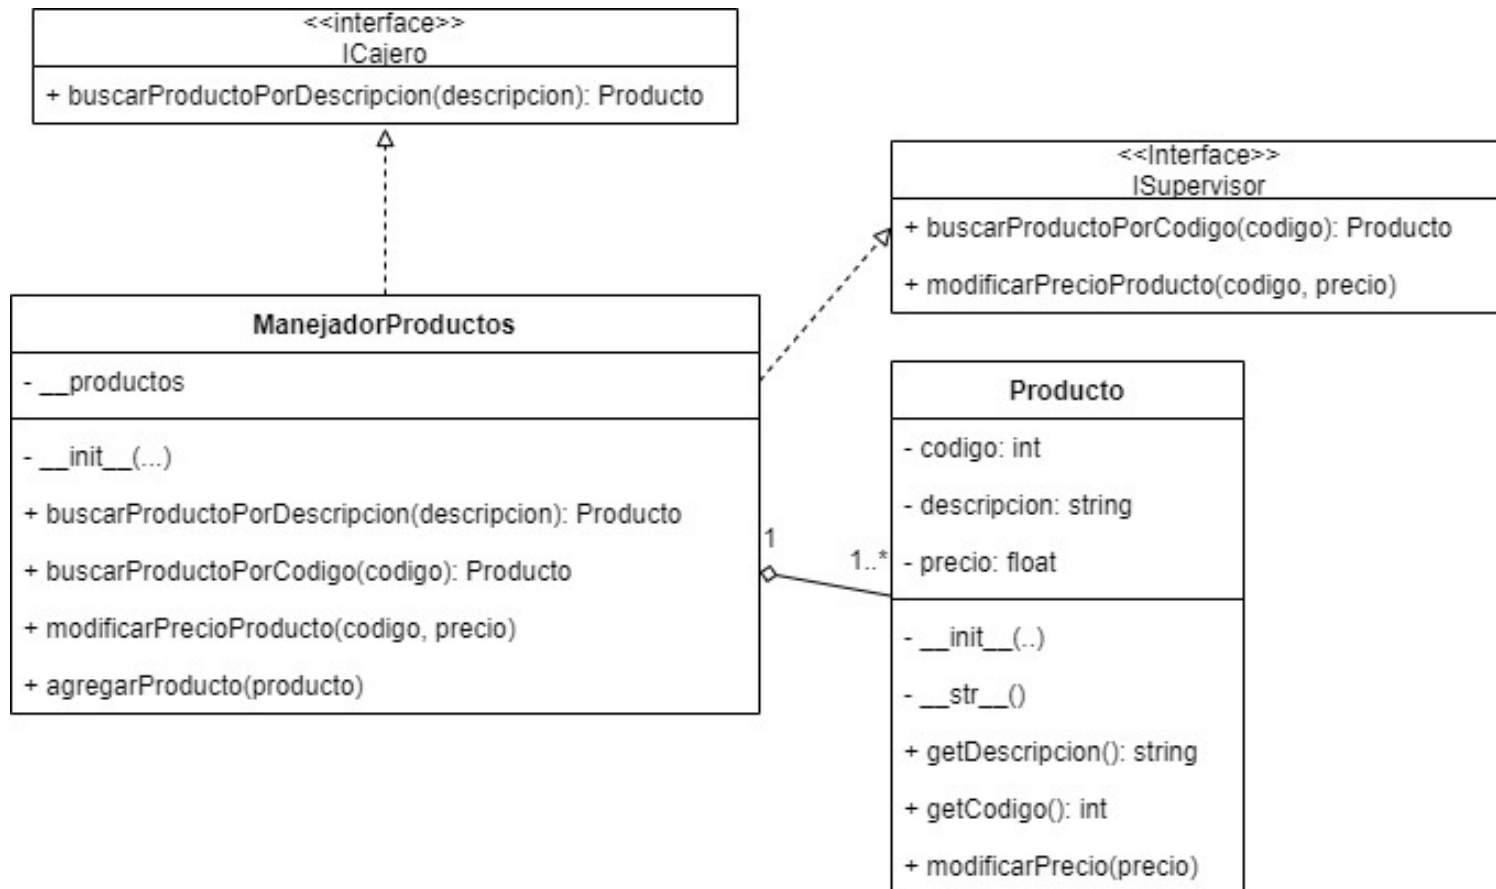 <<interface>>
ICajero
+ buscarProductoPorDescripcion(descripcion): Producto
<<Interface>>
ISupervisor
+ buscarProductoPorCodigo(codigo): Producto
+ modificarPrecioProducto(codigo, precio)
ManejadorProductos
- __productos
- __init__(...)
+ buscarProductoPorDescripcion(descripcion): Producto
+ buscarProductoPorCodigo(codigo): Producto
+ modificarPrecioProducto(codigo, precio)
+ agregarProducto(producto)
1
1..*
Producto
- codigo: int
- descripcion: string
- precio: float
- __init__(..)
- __str__()
+ getDescripcion(): string
+ getCodigo(): int
+ modificarPrecio(precio)